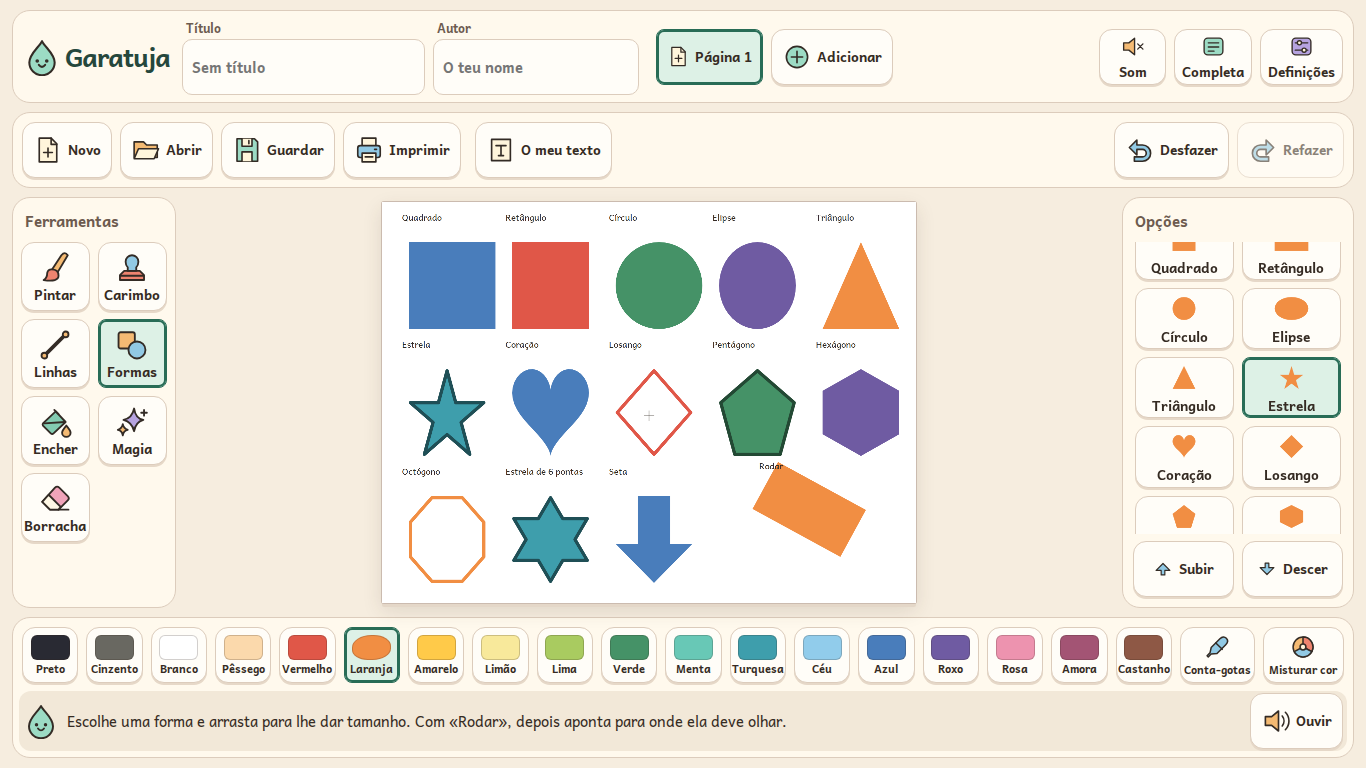 Garatuja
Título
Sem título
Autor
O teu nome
Página 1
Adicionar
Som
Completa
Definições
Novo
Abrir
Guardar
Imprimir
O meu texto
Desfazer
Refazer
Ferramentas
Pintar
Carimbo
Linhas
Formas
Encher
Magia
Borracha
Quadrado
Retângulo
Círculo
Elipse
Triângulo
Estrela
Coração
Losango
Pentágono
Hexágono
Octógono
Estrela de 6 pontas
Seta
Rodar
Opções
Quadrado
Retângulo
Círculo
Elipse
Triângulo
Estrela
Coração
Losango
Subir
Descer
Preto
Cinzento
Branco
Pêssego
Vermelho
Laranja
Amarelo
Limão
Lima
Verde
Menta
Turquesa
Céu
Azul
Roxo
Rosa
Amora
Castanho
Conta-gotas
Misturar cor
Escolhe uma forma e arrasta para lhe dar tamanho. Com «Rodar», depois aponta para onde ela deve olhar.
Ouvir